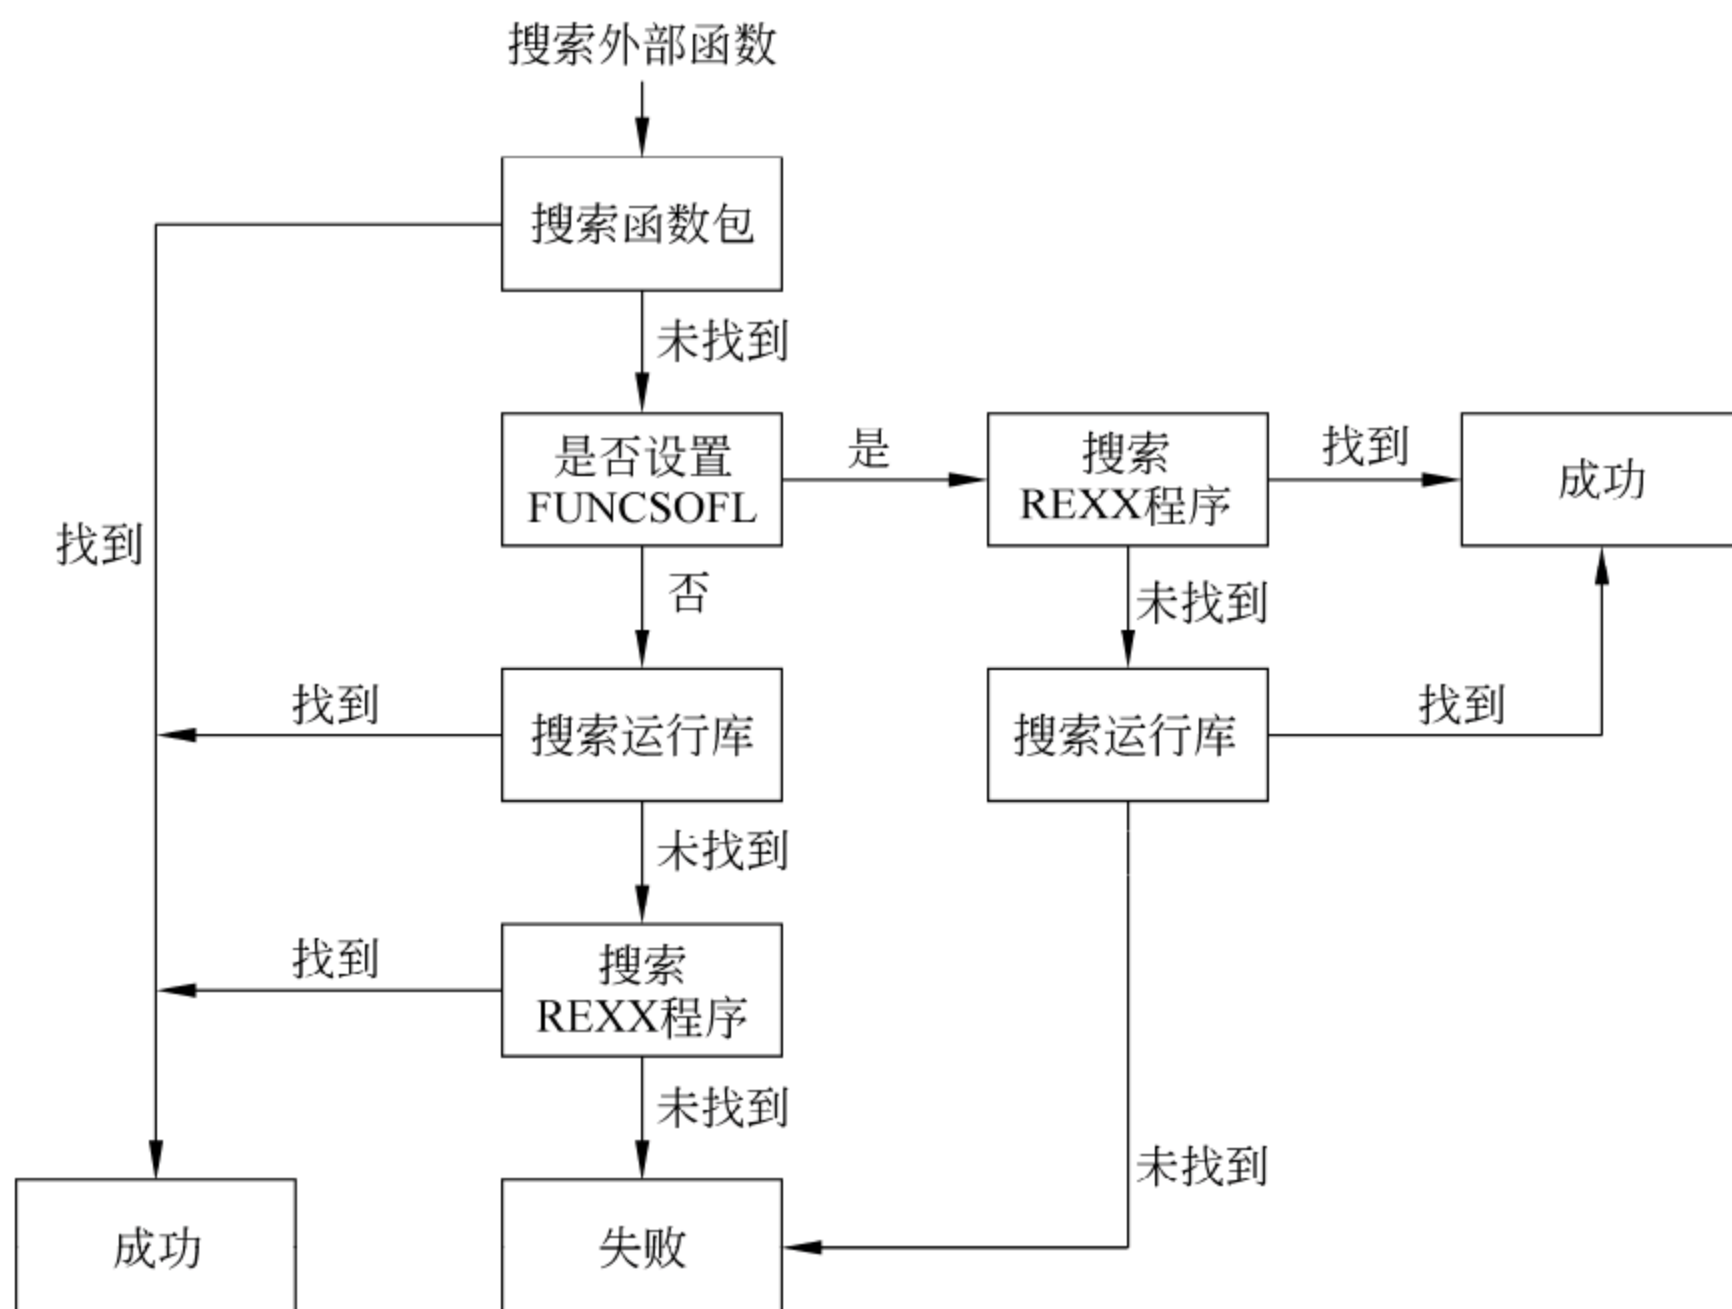 搜索外部函数
搜索函数包
未找到
是否设置
FUNCSOFL
是
搜索
REXX程序
找到
成功
找到
否
未找到
找到
搜索运行库
搜索运行库
找到
未找到
找到
搜索
REXX程序
未找到
未找到
成功
失败